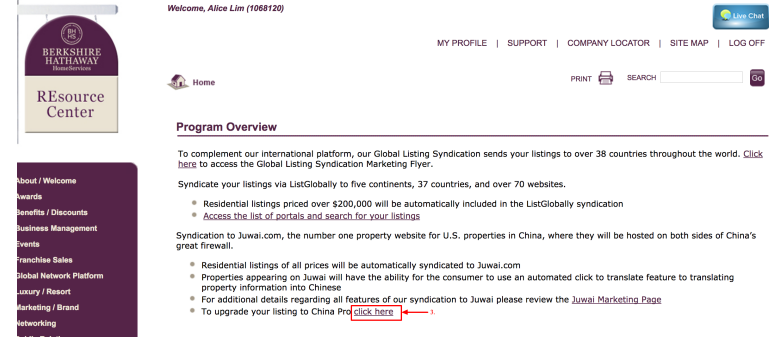 Welcome, Alice Lim (1068120)
Live Chat
BH
HS
BERKSHIRE
HATHAWAY
HomeServices
REsource
Center
MY PROFILE | SUPPORT | COMPANY LOCATOR | SITE MAP | LOG OFF
Home
PRINT
SEARCH
Go
Program Overview
To complement our international platform, our Global Listing Syndication sends your listings to over 38 countries throughout the world. Click
here to access the Global Listing Syndication Marketing Flyer.
Syndicate your listings via ListGlobally to five continents, 37 countries, and over 70 websites.
Residential listings priced over $200,000 will be automatically included in the ListGlobally syndication
Access the list of portals and search for your listings
Syndication to Juwai.com, the number one property website for U.S. properties in China, where they will be hosted on both sides of China's
great firewall.
Residential listings of all prices will be automatically syndicated to Juwai.com
Properties appearing on Juwai will have the ability for the consumer to use an automated click to translate feature to translating
property information into Chinese
For additional details regarding all features of our syndication to Juwai please review the Juwai Marketing Page
To upgrade your listing to China Pro click here
About / Welcome
Awards
Benefits / Discounts
Business Management
Events
Franchise Sales
Global Network Platform
Luxury / Resort
Marketing / Brand
Networking